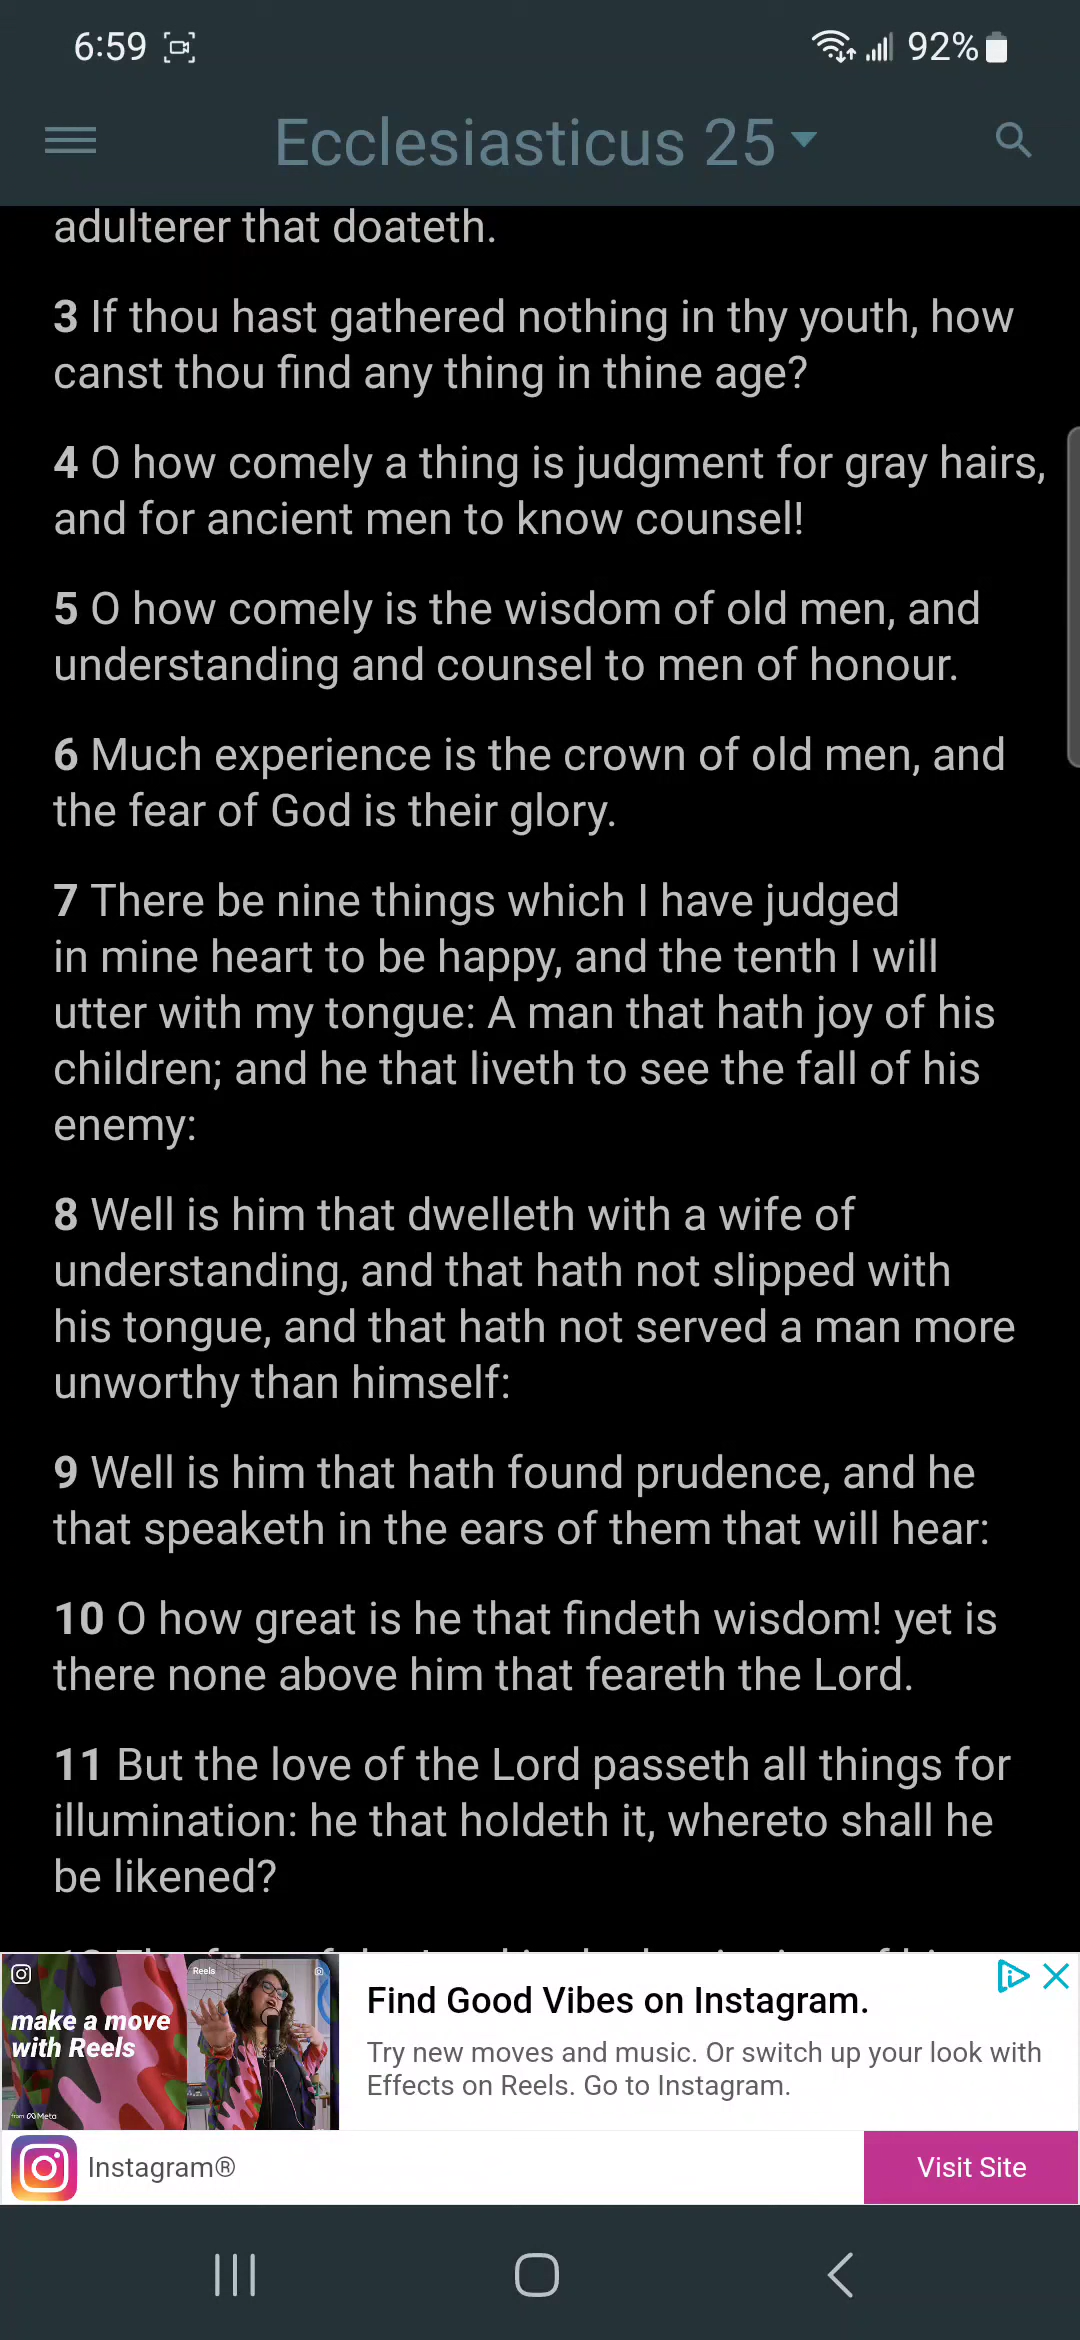 6:59
92%
Ecclesiasticus 25
adulterer that doateth.
3 If thou hast gathered nothing in thy youth, how
canst thou find any thing in thine age?
4 O how comely a thing is judgment for gray hairs,
and for ancient men to know counsel!
5 O how comely is the wisdom of old men, and
understanding and counsel to men of honour.
6 Much experience is the crown of old men, and
the fear of God is their glory.
7 There be nine things which I have judged
in mine heart to be happy, and the tenth I will
utter with my tongue: A man that hath joy of his
children; and he that liveth to see the fall of his
enemy:
8 Well is him that dwelleth with a wife of
understanding, and that hath not slipped with
his tongue, and that hath not served a man more
unworthy than himself:
9 Well is him that hath found prudence, and he
that speaketh in the ears of them that will hear:
10 O how great is he that findeth wisdom! yet is
there none above him that feareth the Lord.
11 But the love of the Lord passeth all things for
illumination: he that holdeth it, whereto shall he
be likened?
Reels
make a move
with Reels
from Meta
Find Good Vibes on Instagram.
Try new moves and music. Or switch up your look with
Effects on Reels. Go to Instagram.
Instagram®
Visit Site